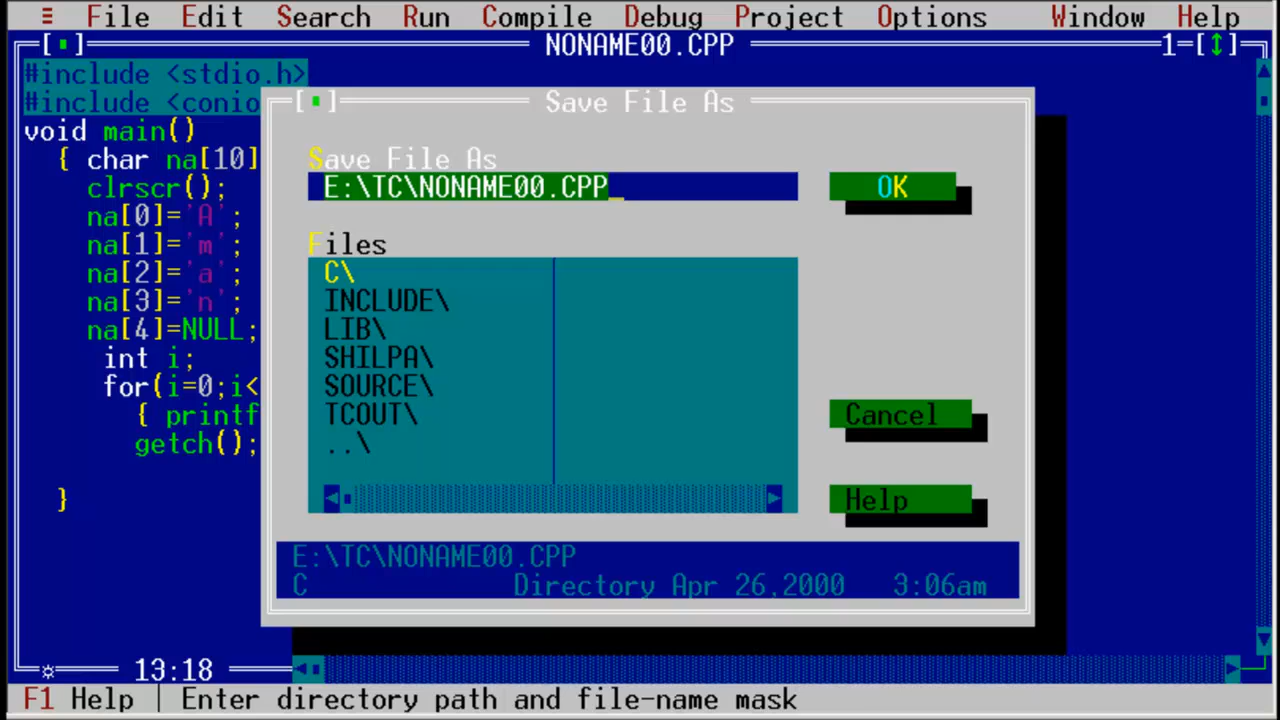 ≡ File Edit Search Run Compile Debug Project Options Window Help
NONAME00.CPP
1
#include <stdio.h>
#include <conio
void main()
{ char na[10]
clrscr();
na[0]='A';
na[1]='m';
na[2]='a';
na[3]='n';
na[4]=NULL;
int i;
for(i=0;i<
{ printf
getch();
}
Save File As
Save File As
E:\TC\NONAME00.CPP
OK
Files
C\
INCLUDE\
LIB\
SHILPA\
SOURCE\
TCOUT\
..\
Cancel
Help
E:\TC\NONAME00.CPP
C Directory Apr 26,2000 3:06am
13:18
F1 Help | Enter directory path and file-name mask